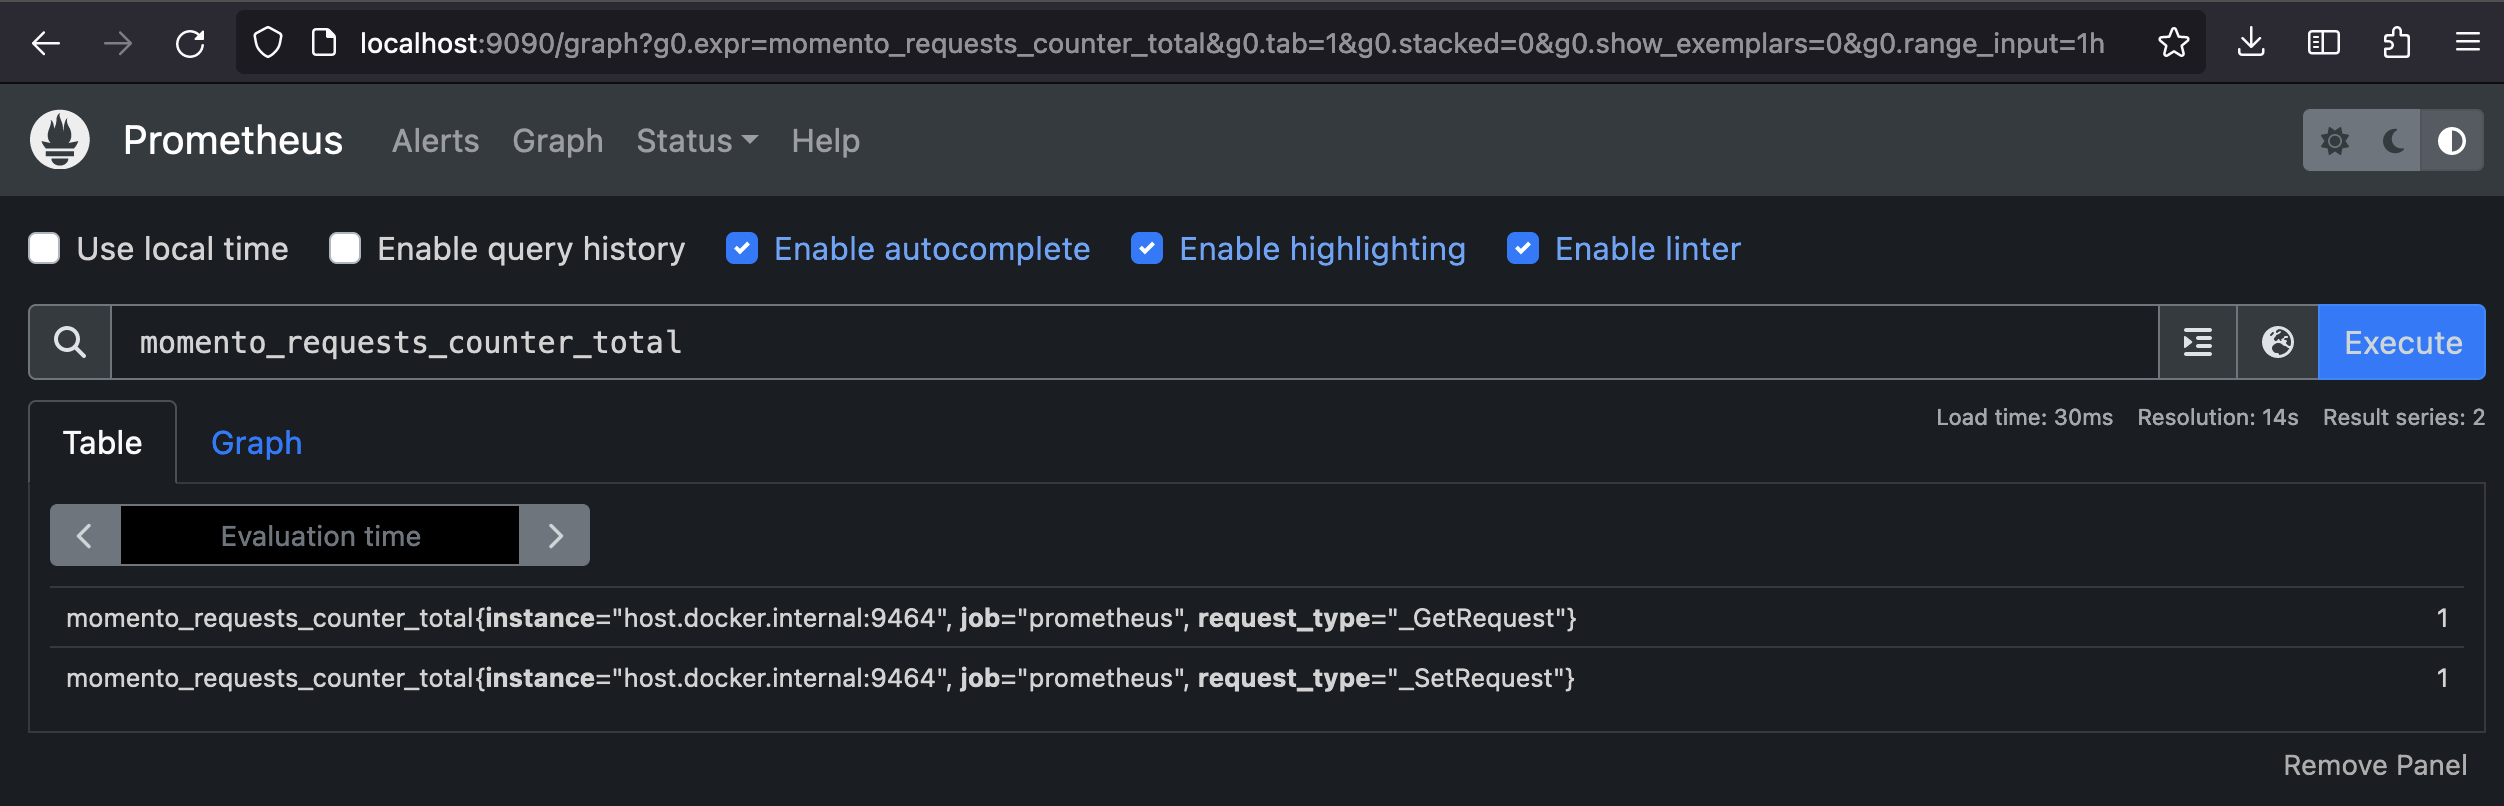 localhost:9090/graph?g0.expr=momento_requests_counter_total&g0.tab=1&g0.stacked=0&g0.show_exemplars=0&g0.range_input=1h
Prometheus Alerts Graph Status Help
Use local time Enable query history Enable autocomplete Enable highlighting Enable linter
momento_requests_counter_total Execute
Load time: 30ms Resolution: 14s Result series: 2
Table Graph
Evaluation time
momento_requests_counter_total{instance="host.docker.internal:9464", job="prometheus", request_type="_GetRequest"} 1
momento_requests_counter_total{instance="host.docker.internal:9464", job="prometheus", request_type="_SetRequest"} 1
Remove Panel